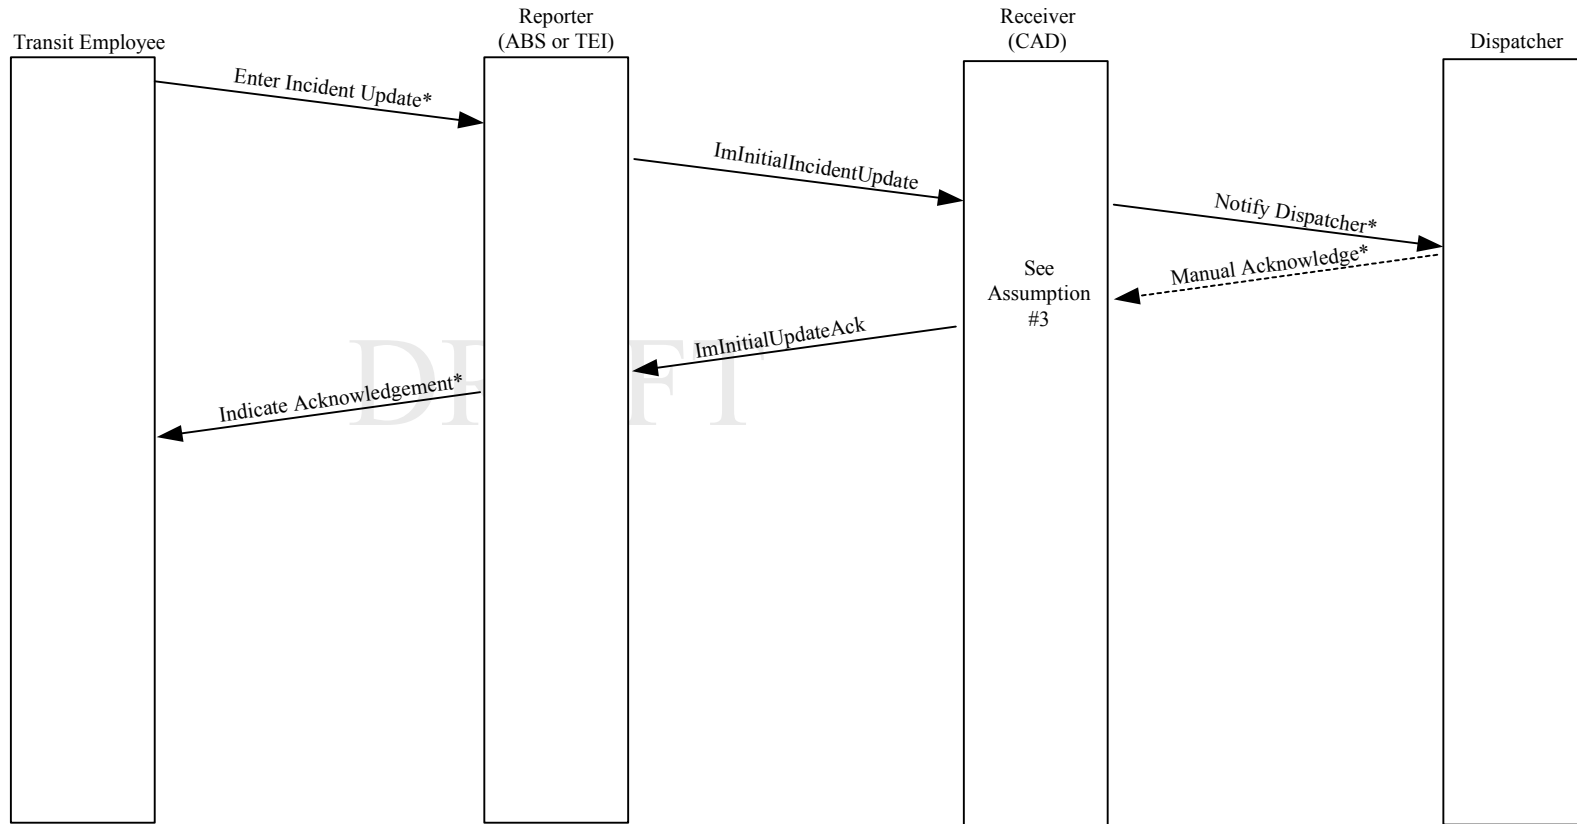 Transit Employee
Reporter
(ABS or TEI)
Receiver
(CAD)
Dispatcher
Enter Incident Update*
ImInitialIncidentUpdate
Notify Dispatcher*
Manual Acknowledge*
See
Assumption
#3
ImInitialUpdateAck
Indicate Acknowledgement*
DRAFT